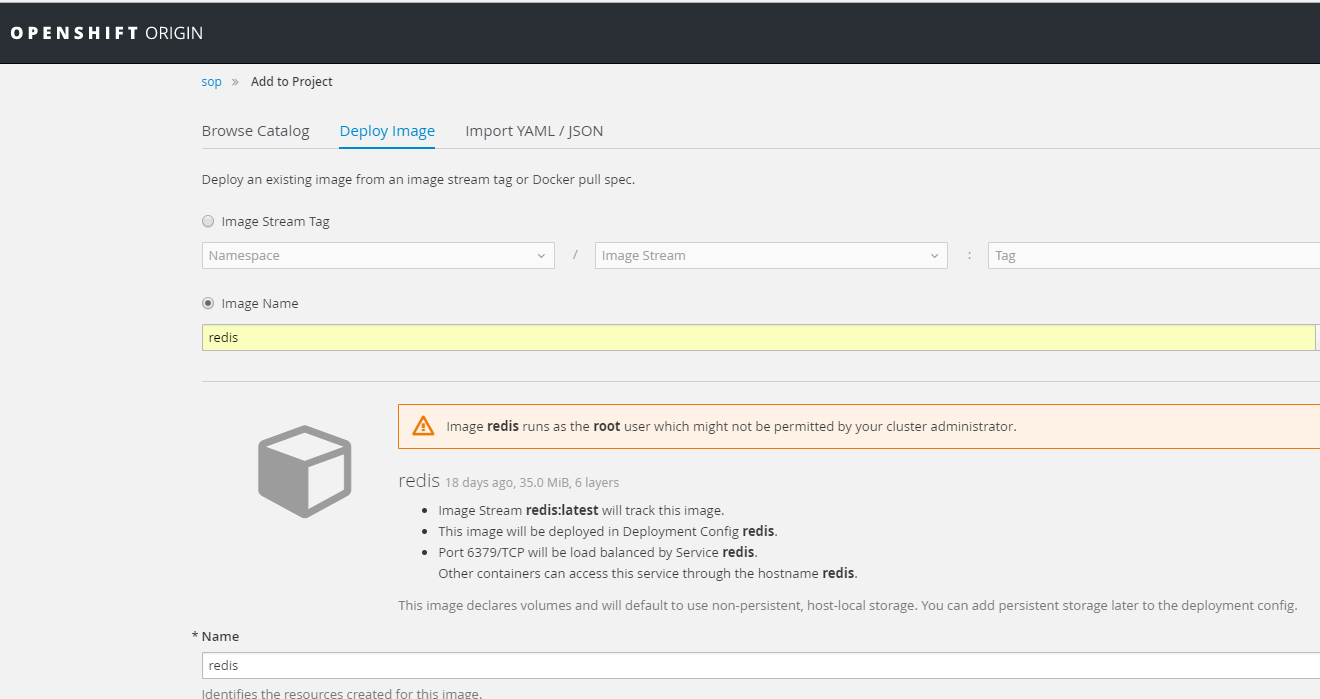 OPENSHIFT ORIGIN
sop » Add to Project
Browse Catalog Deploy Image Import YAML / JSON
Deploy an existing image from an image stream tag or Docker pull spec.
Image Stream Tag
Namespace / Image Stream : Tag
Image Name
redis
Image redis runs as the root user which might not be permitted by your cluster administrator.
redis 18 days ago, 35.0 MiB, 6 layers
• Image Stream redis:latest will track this image.
• This image will be deployed in Deployment Config redis.
• Port 6379/TCP will be load balanced by Service redis.
Other containers can access this service through the hostname redis.
This image declares volumes and will default to use non-persistent, host-local storage. You can add persistent storage later to the deployment config.
* Name
redis
Identifies the resources created for this image.